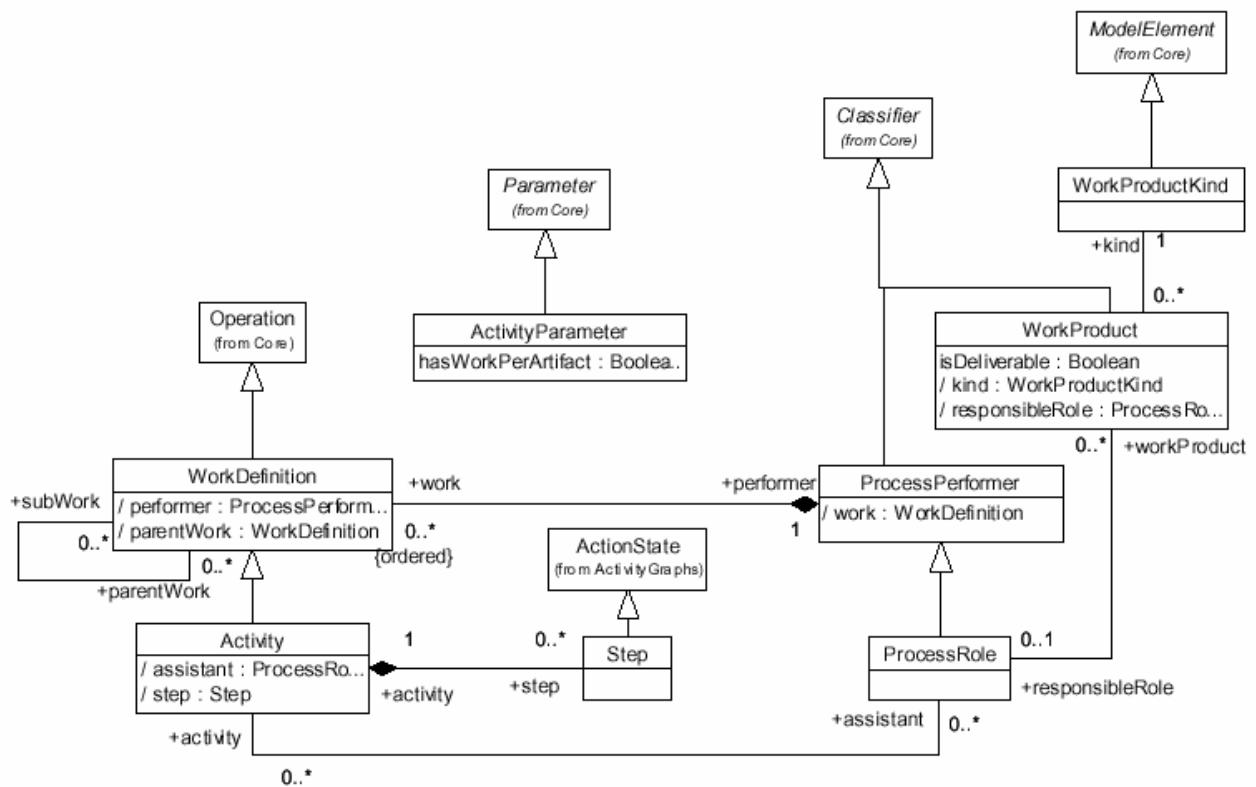 ModelElement
(from Core)
Classifier
(from Core)
WorkProductKind
Parameter
(from Core)
+kind
1
0..*
Operation
(from Core)
ActivityParameter
hasWorkPerArtifact : Boolea..
WorkProduct
isDeliverable : Boolean
/ kind : WorkProductKind
/ responsibleRole : ProcessRo...
0..*
+workProduct
WorkDefinition
/ performer : ProcessPerform...
/ parentWork : WorkDefinition
+subWork
0..*
0..*
+parentWork
+work
0..*
{ordered}
+performer
1
ProcessPerformer
/ work : WorkDefinition
ActionState
(from Activity Graphs)
Activity
/ assistant : ProcessRo...
/ step : Step
1
+activity
0..*
+step
Step
ProcessRole
0..1
+responsibleRole
+assistant
0..*
+activity
0..*